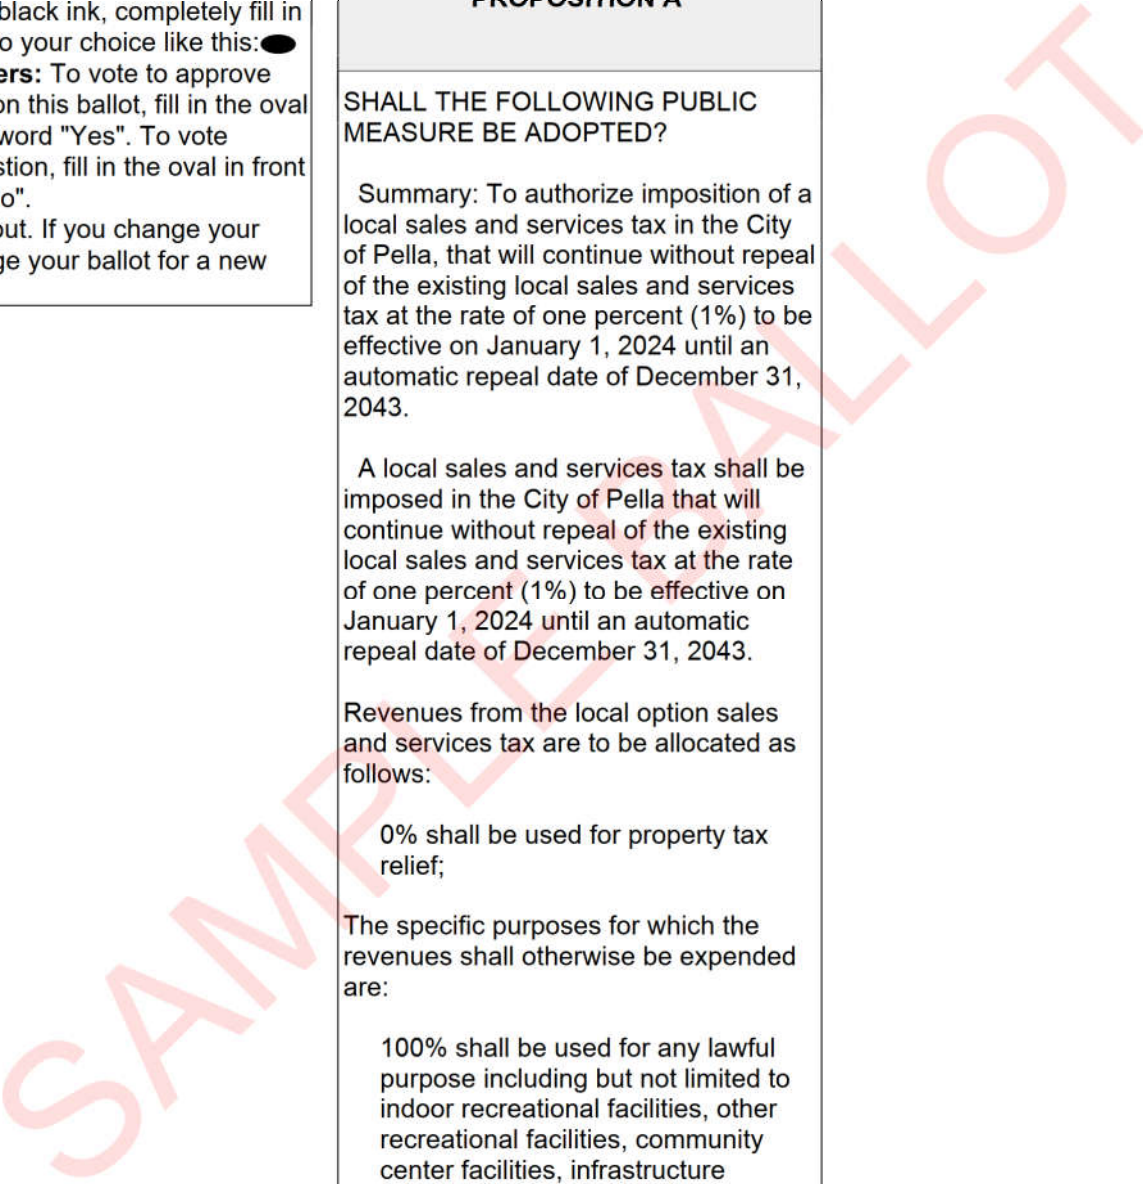 black ink, completely fill in
o your choice like this:
ers: To vote to approve
on this ballot, fill in the oval
word "Yes". To vote
stion, fill in the oval in front
o".
out. If you change your
ge your ballot for a new
PROPOSITION A
SHALL THE FOLLOWING PUBLIC
MEASURE BE ADOPTED?
Summary: To authorize imposition of a
local sales and services tax in the City
of Pella, that will continue without repeal
of the existing local sales and services
tax at the rate of one percent (1%) to be
effective on January 1, 2024 until an
automatic repeal date of December 31,
2043.
A local sales and services tax shall be
imposed in the City of Pella that will
continue without repeal of the existing
local sales and services tax at the rate
of one percent (1%) to be effective on
January 1, 2024 until an automatic
repeal date of December 31, 2043.
Revenues from the local option sales
and services tax are to be allocated as
follows:
0% shall be used for property tax
relief;
The specific purposes for which the
revenues shall otherwise be expended
are:
100% shall be used for any lawful
purpose including but not limited to
indoor recreational facilities, other
recreational facilities, community
center facilities, infrastructure
SAMPLE BALLOT